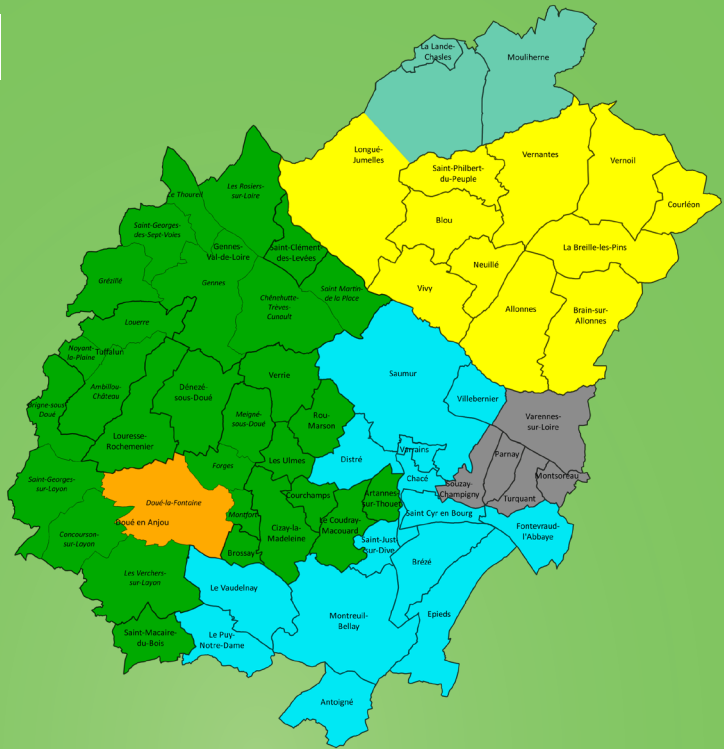 La Lande-
Chasles
Mouliherne
Longué-
Jumelles
Saint-Philbert-
du-Peuple
Vernantes
Vernoil
Courléon
Blou
La Breille-les-Pins
Neuillé
Vivy
Allonnes
Brain-sur-
Allonnes
Le Thoureil
Les Rosiers-
sur-Loire
Saint-Georges-
des-Sept-Voies
Gennes-
Val-de-Loire
Saint-Clément
des-Levées
Grézillé
Gennes
Chênehutte-
Trèves-
Cunault
Saint Martin-
de la Place
Louerre
Noyant-
la-Plaine
Tuffalun
Ambillou-
Château
Dénezé-
sous-Doué
Verrie
Saumur
Villebernier
Brigne-sous-
Doué
Meigné-
sous-Doué
Rou-
Marson
Varennes-
sur-Loire
Louresse-
Rochemenier
Forges
Les Ulmes
Distré
Varrains
Parnay
Chacé
Montsoreau
Saint-Georges-
sur-Layon
Souzay-
Champigny
Turquant
Doué-la-Fontaine
Doué en Anjou
Montfort
Courchamps
Artannes-
sur-Thouet
Cizay-la-
Madeleine
Le Coudray-
Macouard
Saint Cyr en Bourg
Fontevraud-
l'Abbaye
Concourson-
sur-Layon
Brossay
Saint-Just
sur-Dive
Brézé
Les Verchers-
sur-Layon
Le Vaudelnay
Montreuil-
Bellay
Epieds
Saint-Macaire-
du-Bois
Le Puy-
Notre-Dame
Antoigné